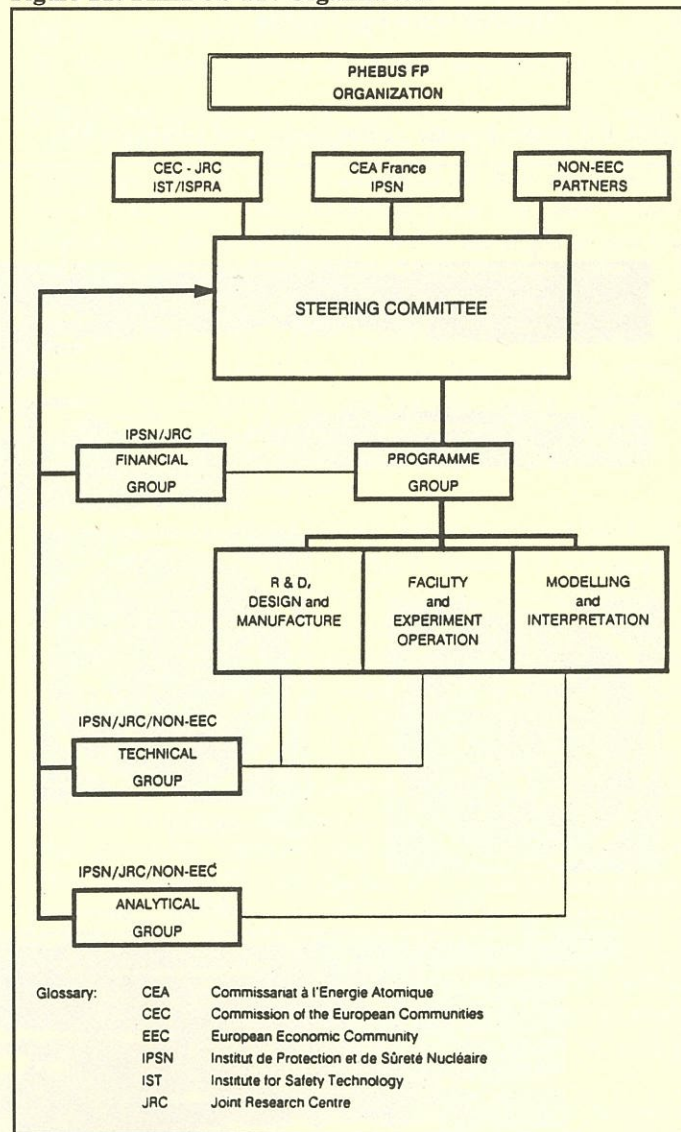 PHEBUS FP
ORGANIZATION
CEC - JRC
IST/ISPRA
CEA France
IPSN
NON-EEC
PARTNERS
STEERING COMMITTEE
IPSN/JRC
FINANCIAL
GROUP
PROGRAMME
GROUP
R & D,
DESIGN and
MANUFACTURE
FACILITY
and
EXPERIMENT
OPERATION
MODELLING
and
INTERPRETATION
IPSN/JRC/NON-EEC
TECHNICAL
GROUP
IPSN/JRC/NON-EEC
ANALYTICAL
GROUP
Glossary: CEA Commissariat à l'Energie Atomique
CEC Commission of the European Communities
EEC European Economic Community
IPSN Institut de Protection et de Sûreté Nucléaire
IST Institute for Safety Technology
JRC Joint Research Centre